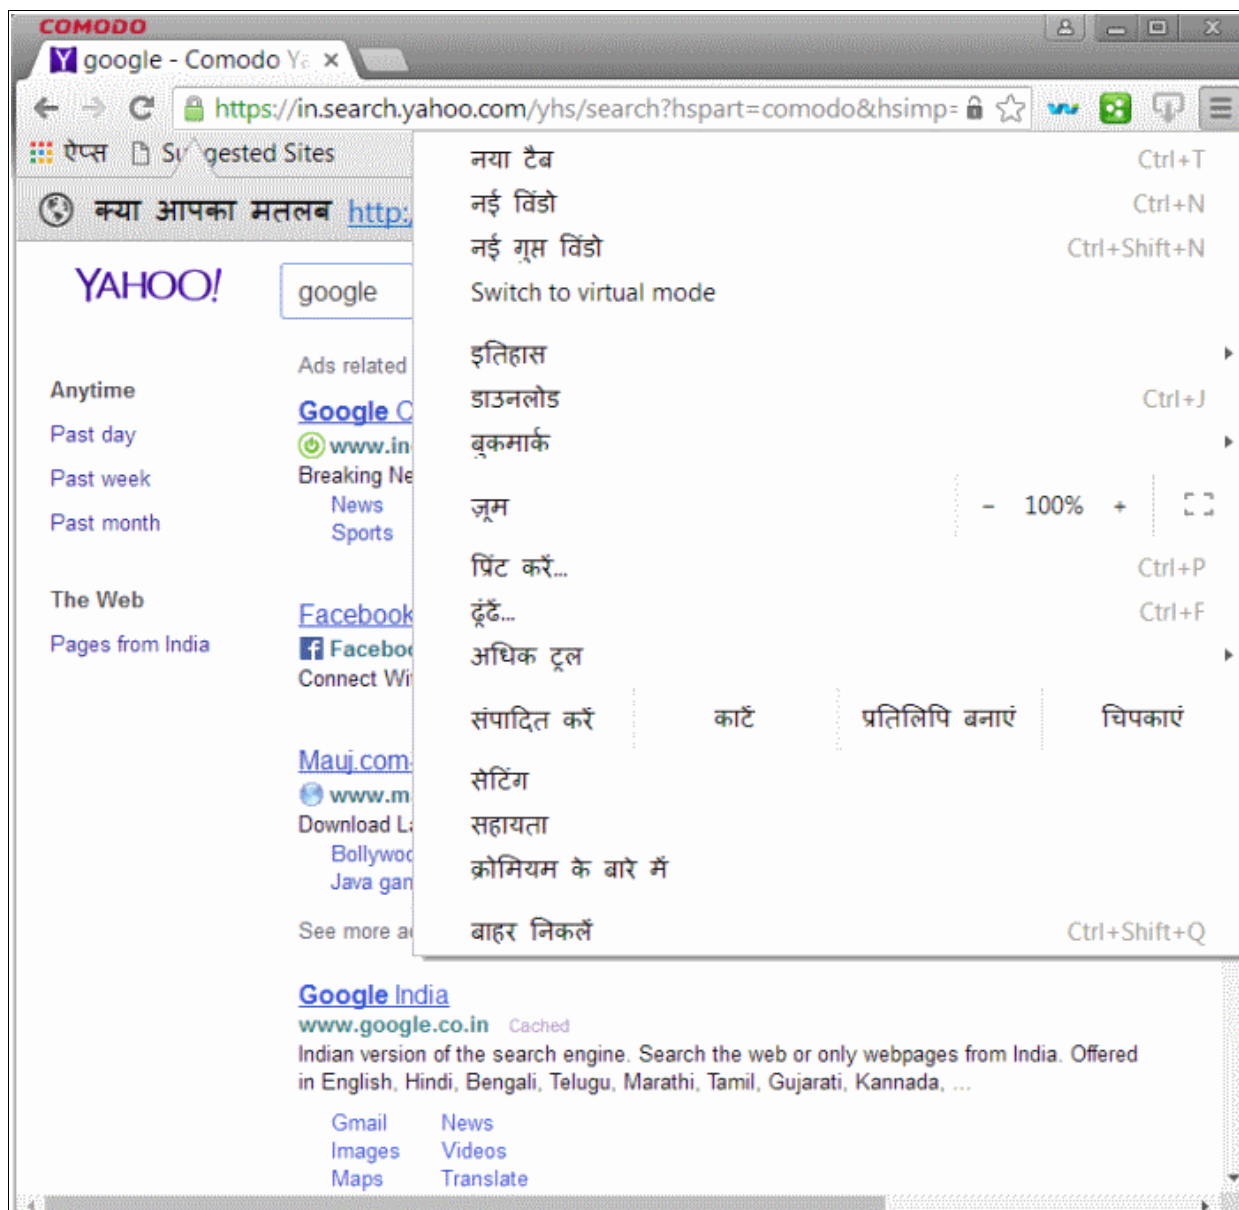 COMODO
google - Comodo Ya
https://in.search.yahoo.com/yhs/search?hspart=comodo&hsimp=
ऐप्स Suggested Sites
क्या आपका मतलब http:/
नया टैब Ctrl+T
नई विंडो Ctrl+N
नई गुप्त विंडो Ctrl+Shift+N
Switch to virtual mode
इतिहास
डाउनलोड Ctrl+J
बुकमार्क
ज़ूम - 100% +
प्रिंट करें... Ctrl+P
ढूंढें... Ctrl+F
अधिक टूल
संपादित करें काटें प्रतिलिपि बनाएं चिपकाएं
सेटिंग
सहायता
क्रोमियम के बारे में
बाहर निकलें Ctrl+Shift+Q
YAHOO! google
Anytime
Past day
Past week
Past month
The Web
Pages from India
Ads related
Google
www.in
Breaking Ne
News
Sports
Facebook
Facebo
Connect Wi
Mauj.com
www.m
Download La
Bollywoo
Java gan
See more a
Google India
www.google.co.in Cached
Indian version of the search engine. Search the web or only webpages from India. Offered
in English, Hindi, Bengali, Telugu, Marathi, Tamil, Gujarati, Kannada, ...
Gmail News
Images Videos
Maps Translate